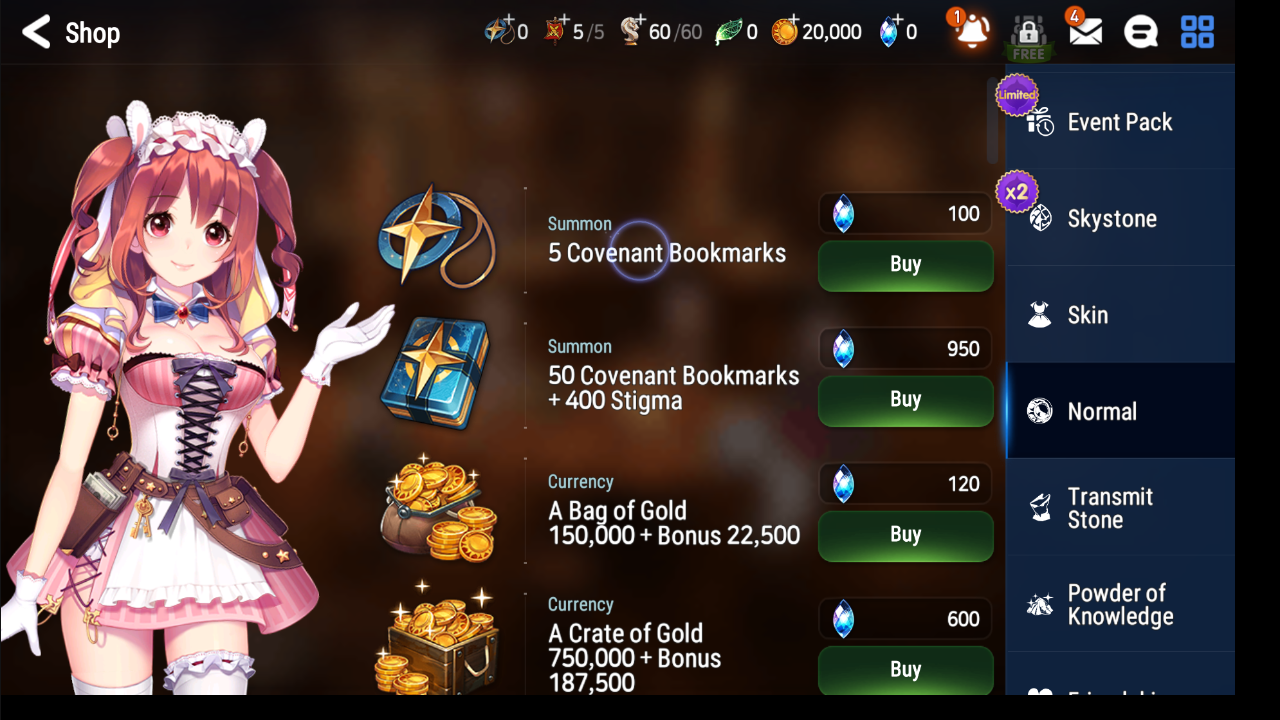 Shop
0
5/5
60/60
0
20,000
0
1
FREE
4
Limited
Event Pack
x2
Skystone
Skin
Normal
Transmit
Stone
Powder of
Knowledge
Summon
5 Covenant Bookmarks
100
Buy
Summon
50 Covenant Bookmarks
+ 400 Stigma
950
Buy
Currency
A Bag of Gold
150,000 + Bonus 22,500
120
Buy
Currency
A Crate of Gold
750,000 + Bonus
187,500
600
Buy